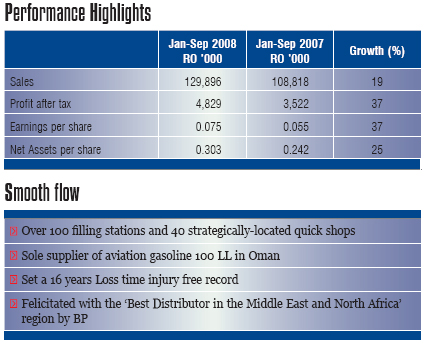 Performance Highlights
Jan-Sep 2008 Jan-Sep 2007 Growth (%)
RO '000 RO '000
Sales 129,896 108,818 19
Profit after tax 4,829 3,522 37
Earnings per share 0.075 0.055 37
Net Assets per share 0.303 0.242 25
Smooth flow
Over 100 filling stations and 40 strategically-located quick shops
Sole supplier of aviation gasoline 100 LL in Oman
Set a 16 years Loss time injury free record
Felicitated with the ‘Best Distributor in the Middle East and North Africa’
region by BP